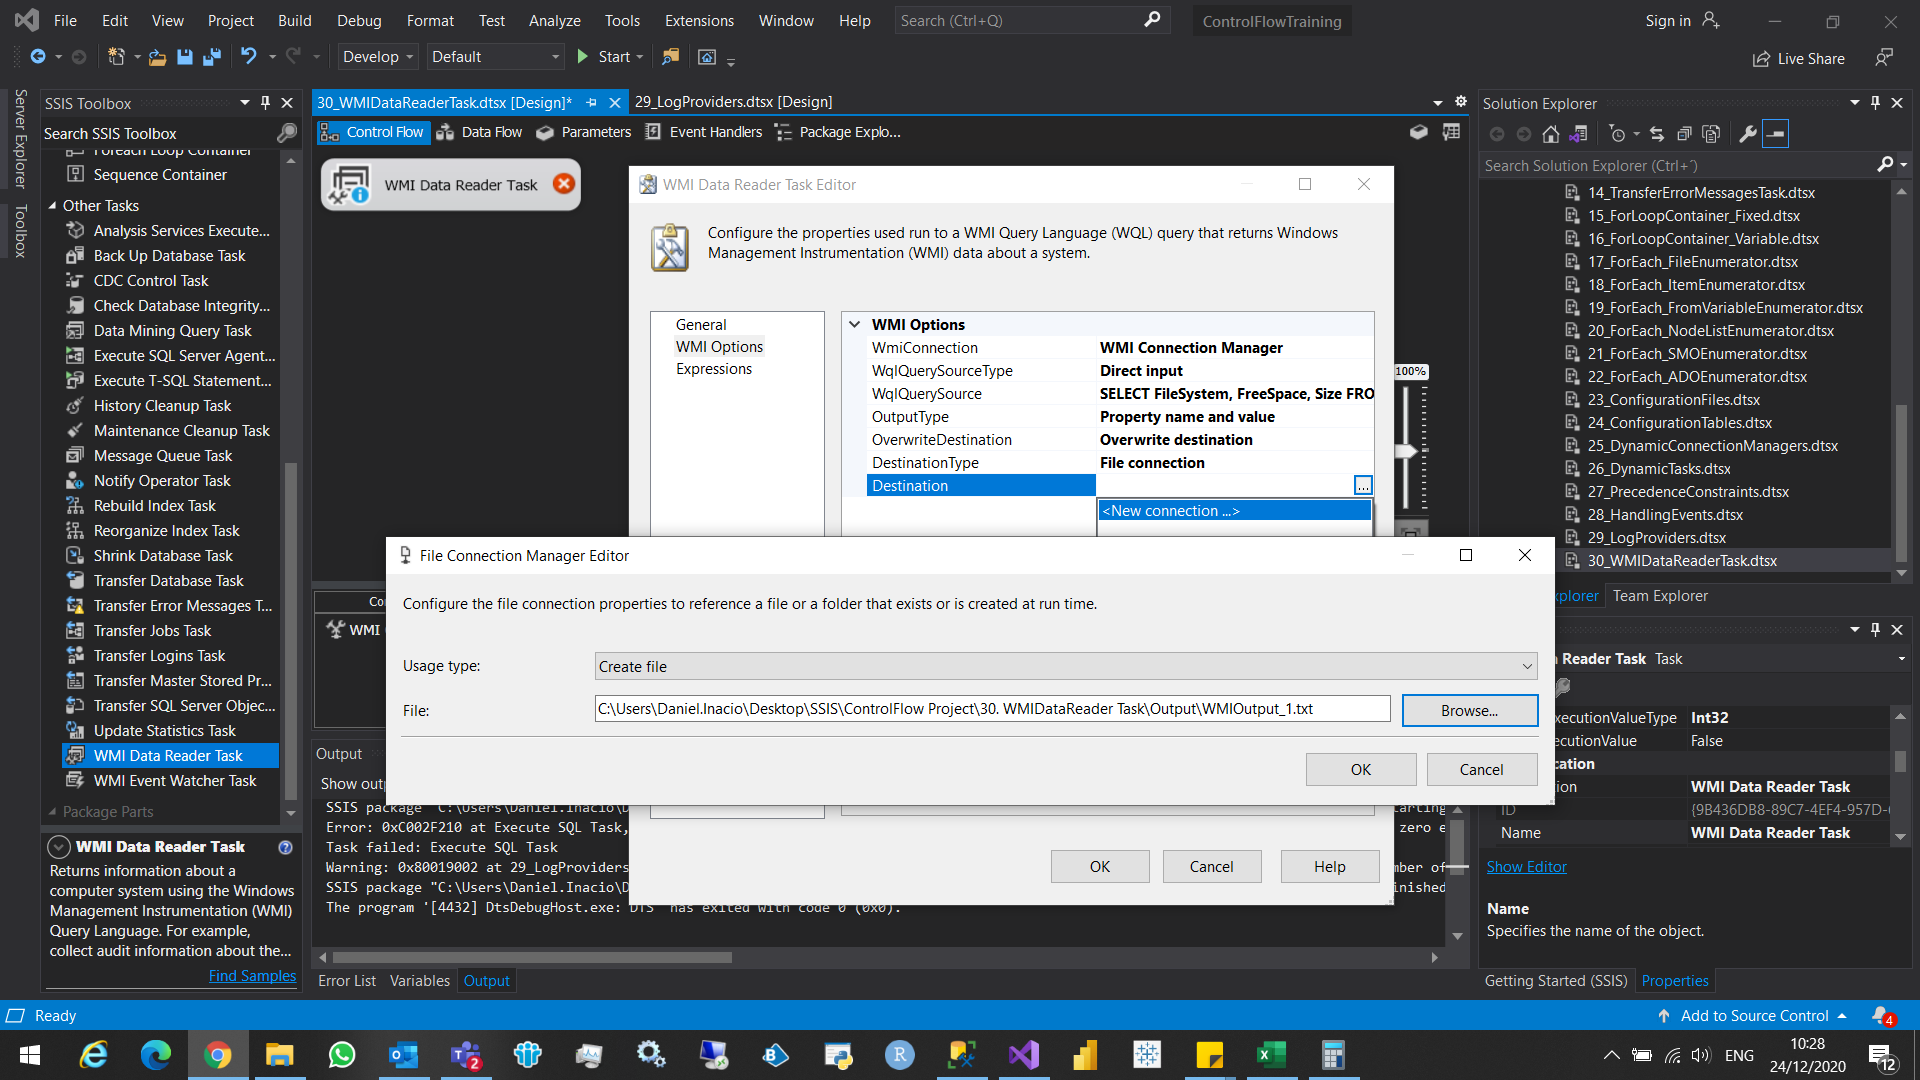 File Edit View Project Build Debug Format Test Analyze Tools Extensions Window Help Search (Ctrl+Q) ControlFlowTraining Sign in
Develop Default Start Live Share
Server Explorer
Toolbox
SSIS Toolbox
Search SSIS Toolbox
Foreach Loop Container
Sequence Container
Other Tasks
Analysis Services Execute...
Back Up Database Task
CDC Control Task
Check Database Integrity...
Data Mining Query Task
Execute SQL Server Agent...
Execute T-SQL Statement...
History Cleanup Task
Maintenance Cleanup Task
Message Queue Task
Notify Operator Task
Rebuild Index Task
Reorganize Index Task
Shrink Database Task
Transfer Database Task
Transfer Error Messages T...
Transfer Jobs Task
Transfer Logins Task
Transfer Master Stored Pr...
Transfer SQL Server Objec...
Update Statistics Task
WMI Data Reader Task
WMI Event Watcher Task
Package Parts
WMI Data Reader Task
Returns information about a
computer system using the Windows
Management Instrumentation (WMI)
Query Language. For example,
collect audit information about the...
Find Samples
30_WMIDataReaderTask.dtsx [Design]* 29_LogProviders.dtsx [Design]
Control Flow Data Flow Parameters Event Handlers Package Explo...
WMI Data Reader Task
100%
WMI Data Reader Task Editor
Configure the properties used run to a WMI Query Language (WQL) query that returns Windows
Management Instrumentation (WMI) data about a system.
General
WMI Options
Expressions
WMI Options
WmiConnection WMI Connection Manager
WqlQuerySourceType Direct input
WqlQuerySource SELECT FileSystem, FreeSpace, Size FRO
OutputType Property name and value
OverwriteDestination Overwrite destination
DestinationType File connection
Destination ...
<New connection ...>
OK Cancel Help
File Connection Manager Editor
Configure the file connection properties to reference a file or a folder that exists or is created at run time.
Usage type: Create file
File: C:\Users\Daniel.Inacio\Desktop\SSIS\ControlFlow Project\30. WMIDataReader Task\Output\WMIOutput_1.txt Browse...
OK Cancel
Co
WMI
Output
Show out
SSIS package "C:\Users\Daniel.Inacio\D arting
Error: 0xC002F210 at Execute SQL Task, zero e
Task failed: Execute SQL Task
Warning: 0x80019002 at 29_LogProviders mber of
SSIS package "C:\Users\Daniel.Inacio\D inished
The program '[4432] DtsDebugHost.exe: DTS' has exited with code 0 (0x0).
Error List Variables Output
Solution Explorer
Search Solution Explorer (Ctrl+´)
14_TransferErrorMessagesTask.dtsx
15_ForLoopContainer_Fixed.dtsx
16_ForLoopContainer_Variable.dtsx
17_ForEach_FileEnumerator.dtsx
18_ForEach_ItemEnumerator.dtsx
19_ForEach_FromVariableEnumerator.dtsx
20_ForEach_NodeListEnumerator.dtsx
21_ForEach_SMOEnumerator.dtsx
22_ForEach_ADOEnumerator.dtsx
23_ConfigurationFiles.dtsx
24_ConfigurationTables.dtsx
25_DynamicConnectionManagers.dtsx
26_DynamicTasks.dtsx
27_PrecedenceConstraints.dtsx
28_HandlingEvents.dtsx
29_LogProviders.dtsx
30_WMIDataReaderTask.dtsx
xplorer Team Explorer
Reader Task Task
xecutionValueType Int32
ecutionValue False
cation
ion WMI Data Reader Task
ID {9B436DB8-89C7-4EF4-957D-
Name WMI Data Reader Task
Show Editor
Name
Specifies the name of the object.
Getting Started (SSIS) Properties
Ready Add to Source Control 4
2 ENG 10:28
24/12/2020 12